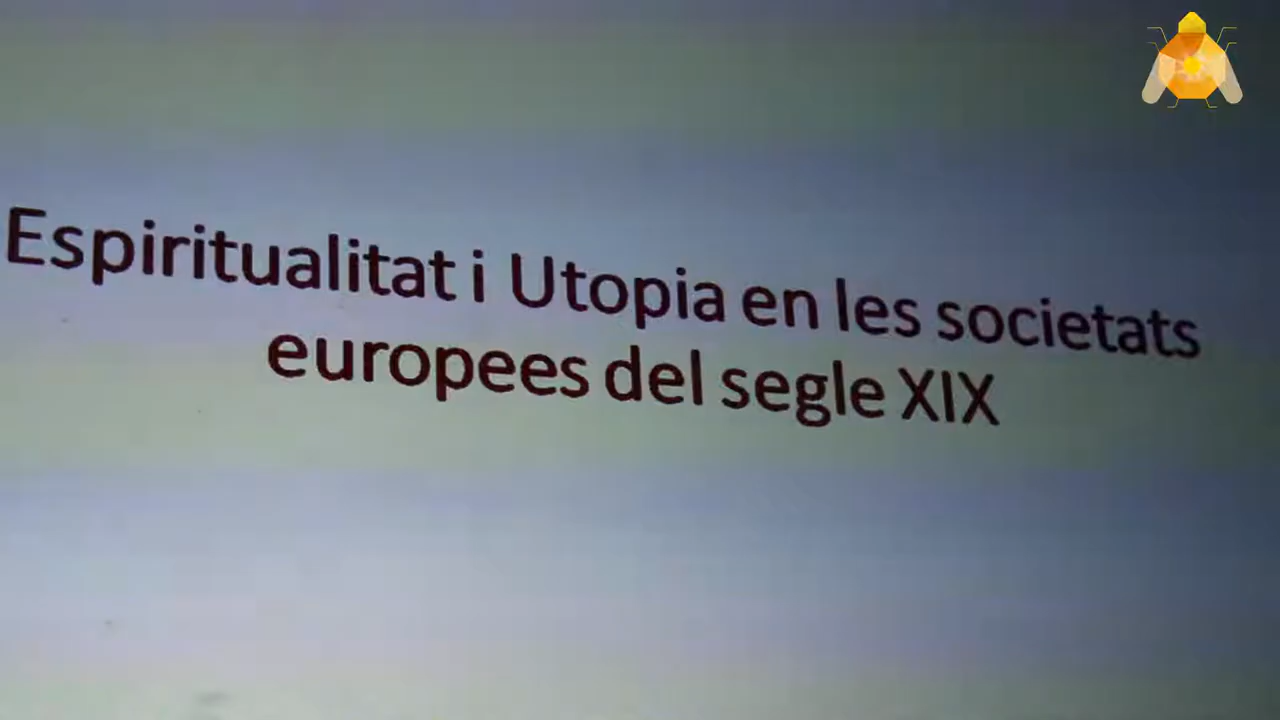 Espiritualitat i Utopia en les societats
europees del segle XIX